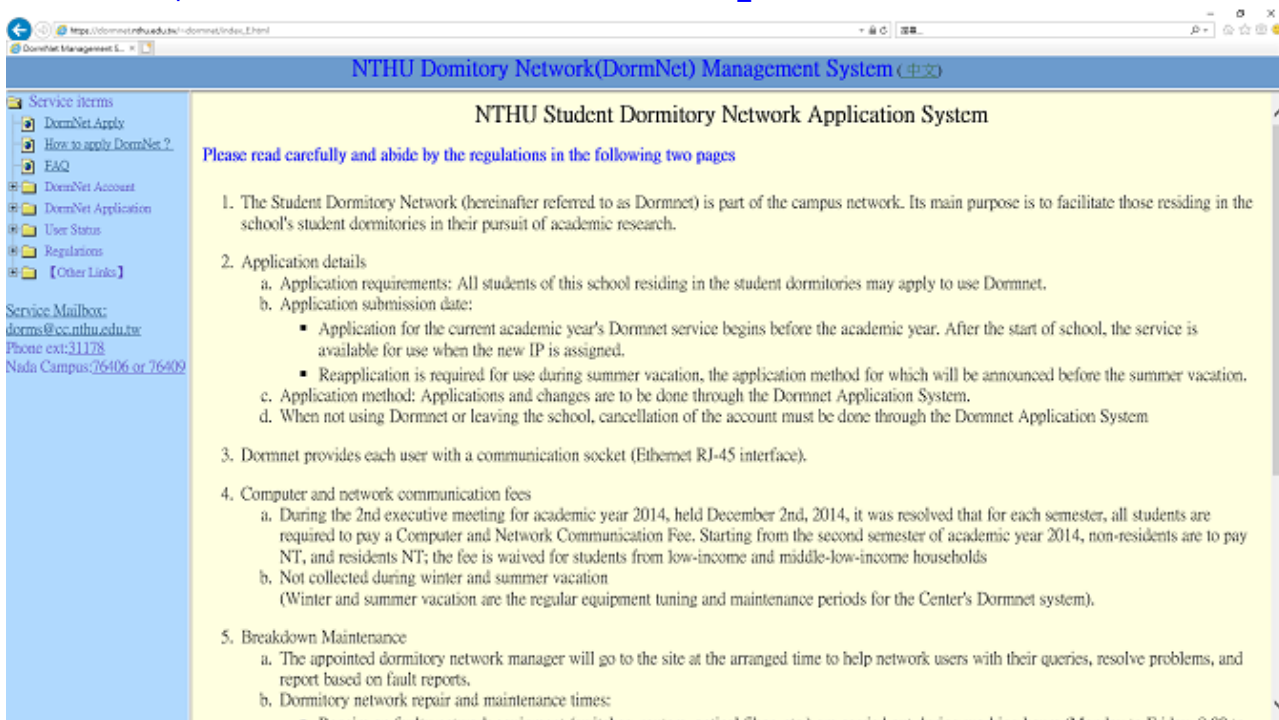 https://dormnet.nthu.edu.tw/~dormnet/index_E.html
DormNet Management S...
NTHU Domitory Network(DormNet) Management System (中文)
Service iterms
DormNet Apply
How to apply DormNet ?
FAQ
DormNet Account
DormNet Application
User Status
Regulations
【Other Links】
Service Mailbox:
dorms@cc.nthu.edu.tw
Phone ext:31178
Nada Campus:76406 or 76409
NTHU Student Dormitory Network Application System
Please read carefully and abide by the regulations in the following two pages
1. The Student Dormitory Network (hereinafter referred to as Dormnet) is part of the campus network. Its main purpose is to facilitate those residing in the
school's student dormitories in their pursuit of academic research.
2. Application details
a. Application requirements: All students of this school residing in the student dormitories may apply to use Dormnet.
b. Application submission date:
▪ Application for the current academic year's Dormnet service begins before the academic year. After the start of school, the service is
available for use when the new IP is assigned.
▪ Reapplication is required for use during summer vacation, the application method for which will be announced before the summer vacation.
c. Application method: Applications and changes are to be done through the Dormnet Application System.
d. When not using Dormnet or leaving the school, cancellation of the account must be done through the Dormnet Application System
3. Dormnet provides each user with a communication socket (Ethernet RJ-45 interface).
4. Computer and network communication fees
a. During the 2nd executive meeting for academic year 2014, held December 2nd, 2014, it was resolved that for each semester, all students are
required to pay a Computer and Network Communication Fee. Starting from the second semester of academic year 2014, non-residents are to pay
NT, and residents NT; the fee is waived for students from low-income and middle-low-income households
b. Not collected during winter and summer vacation
(Winter and summer vacation are the regular equipment tuning and maintenance periods for the Center's Dormnet system).
5. Breakdown Maintenance
a. The appointed dormitory network manager will go to the site at the arranged time to help network users with their queries, resolve problems, and
report based on fault reports.
b. Dormitory network repair and maintenance times: